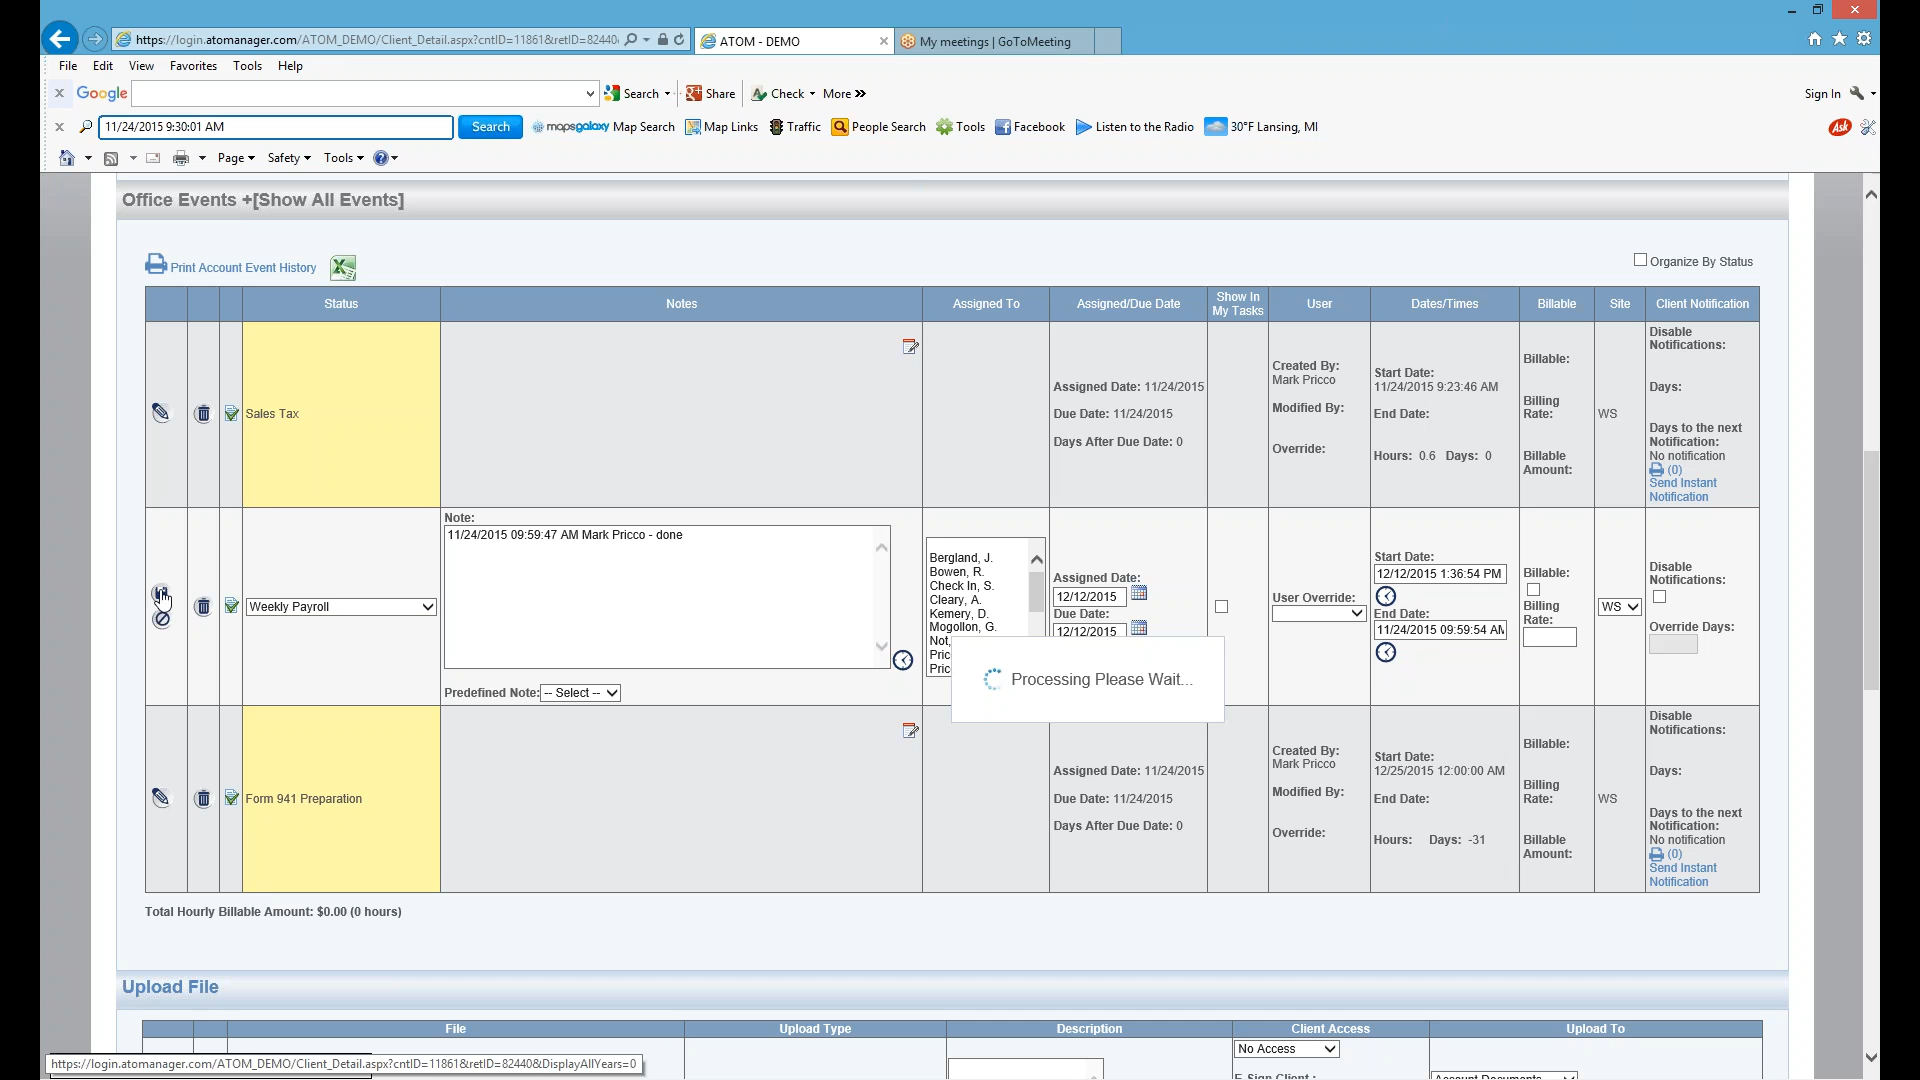 https://login.atomanager.com/ATOM_DEMO/Client_Detail.aspx?cntID=11861&retID=82440
ATOM - DEMO
My meetings | GoToMeeting
File Edit View Favorites Tools Help
x Google Search Share Check More »
Sign In
x 11/24/2015 9:30:01 AM Search mapsgalaxy Map Search Map Links Traffic People Search Tools Facebook Listen to the Radio 30°F Lansing, MI Ask
Page Safety Tools
Office Events +[Show All Events]
Print Account Event History
Organize By Status
Status Notes Assigned To Assigned/Due Date Show In My Tasks User Dates/Times Billable Site Client Notification
Sales Tax
Assigned Date: 11/24/2015
Due Date: 11/24/2015
Days After Due Date: 0
Created By:
Mark Pricco
Modified By:
Override:
Start Date:
11/24/2015 9:23:46 AM
End Date:
Hours: 0.6 Days: 0
Billable:
Billing
Rate:
Billable
Amount:
WS
Disable
Notifications:
Days:
Days to the next
Notification:
No notification
(0)
Send Instant
Notification
Weekly Payroll
Note:
11/24/2015 09:59:47 AM Mark Pricco - done
Predefined Note: -- Select --
Bergland, J.
Bowen, R.
Check In, S.
Cleary, A.
Kemery, D.
Mogollon, G.
Not,
Pric
Pric
Assigned Date:
12/12/2015
Due Date:
12/12/2015
Processing Please Wait...
User Override:
Start Date:
12/12/2015 1:36:54 PM
End Date:
11/24/2015 09:59:54 AM
Billable:
Billing
Rate:
WS
Disable
Notifications:
Override Days:
Form 941 Preparation
Assigned Date: 11/24/2015
Due Date: 11/24/2015
Days After Due Date: 0
Created By:
Mark Pricco
Modified By:
Override:
Start Date:
12/25/2015 12:00:00 AM
End Date:
Hours: Days: -31
Billable:
Billing
Rate:
Billable
Amount:
WS
Disable
Notifications:
Days:
Days to the next
Notification:
No notification
(0)
Send Instant
Notification
Total Hourly Billable Amount: $0.00 (0 hours)
Upload File
File Upload Type Description Client Access Upload To
No Access
E-Sign Client :
Account Documents
https://login.atomanager.com/ATOM_DEMO/Client_Detail.aspx?cntID=11861&retID=82440&DisplayAllYears=0